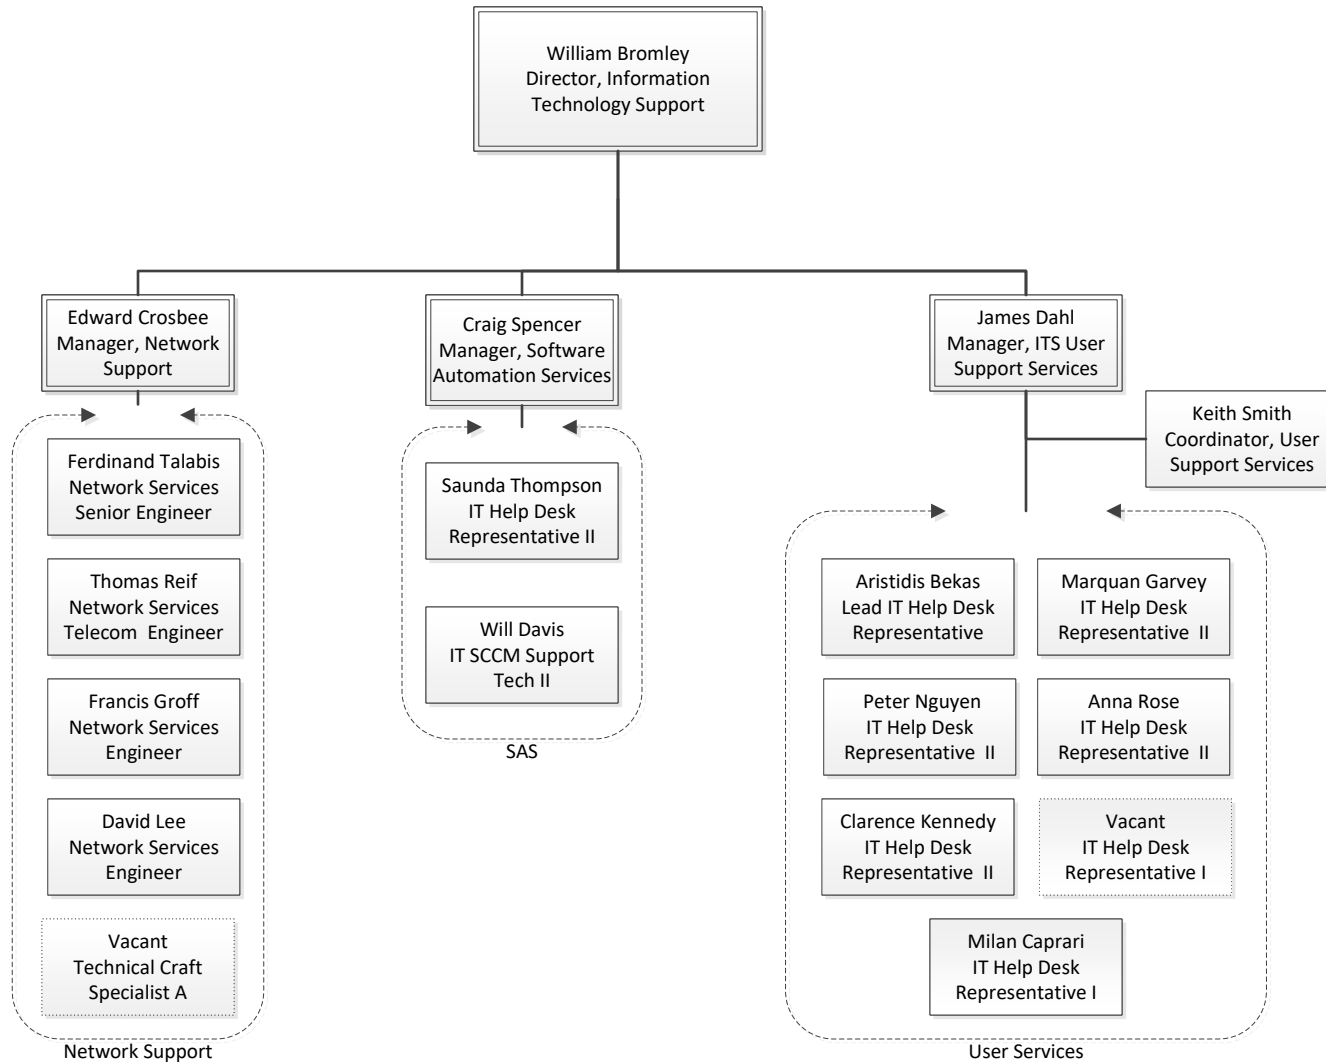 William Bromley
Director, Information
Technology Support
Edward Crosbee
Manager, Network
Support
Craig Spencer
Manager, Software
Automation Services
James Dahl
Manager, ITS User
Support Services
Keith Smith
Coordinator, User
Support Services
Ferdinand Talabis
Network Services
Senior Engineer
Thomas Reif
Network Services
Telecom  Engineer
Francis Groff
Network Services
Engineer
David Lee
Network Services
Engineer
Vacant
Technical Craft
Specialist A
Network Support
Saunda Thompson
IT Help Desk
Representative II
Will Davis
IT SCCM Support
Tech II
SAS
Aristidis Bekas
Lead IT Help Desk
Representative
Marquan Garvey
IT Help Desk
Representative  II
Peter Nguyen
IT Help Desk
Representative  II
Anna Rose
IT Help Desk
Representative  II
Clarence Kennedy
IT Help Desk
Representative  II
Vacant
IT Help Desk
Representative I
Milan Caprari
IT Help Desk
Representative I
User Services